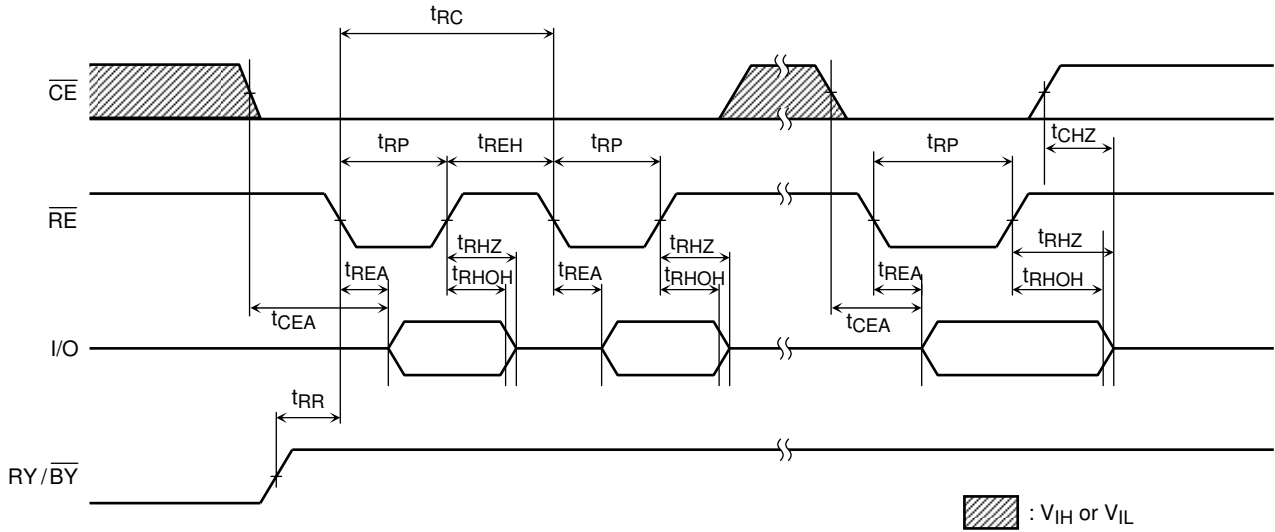 tRC
CE
tCHZ
tRP tREH tRP tRP
RE
tRHZ tRHZ tRHZ
tREA tRHOH tREA tRHOH tREA tRHOH
tCEA tCEA
I/O
tRR
RY/BY
: VIH or VIL